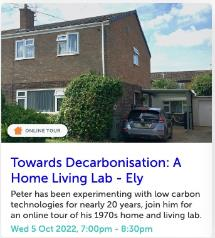 ONLINE TOUR
Towards Decarbonisation: A
Home Living Lab - Ely
Peter has been experimenting with low carbon
technologies for nearly 20 years, join him for
an online tour of his 1970s home and living lab.
Wed 5 Oct 2022, 7:00pm - 8:30pm